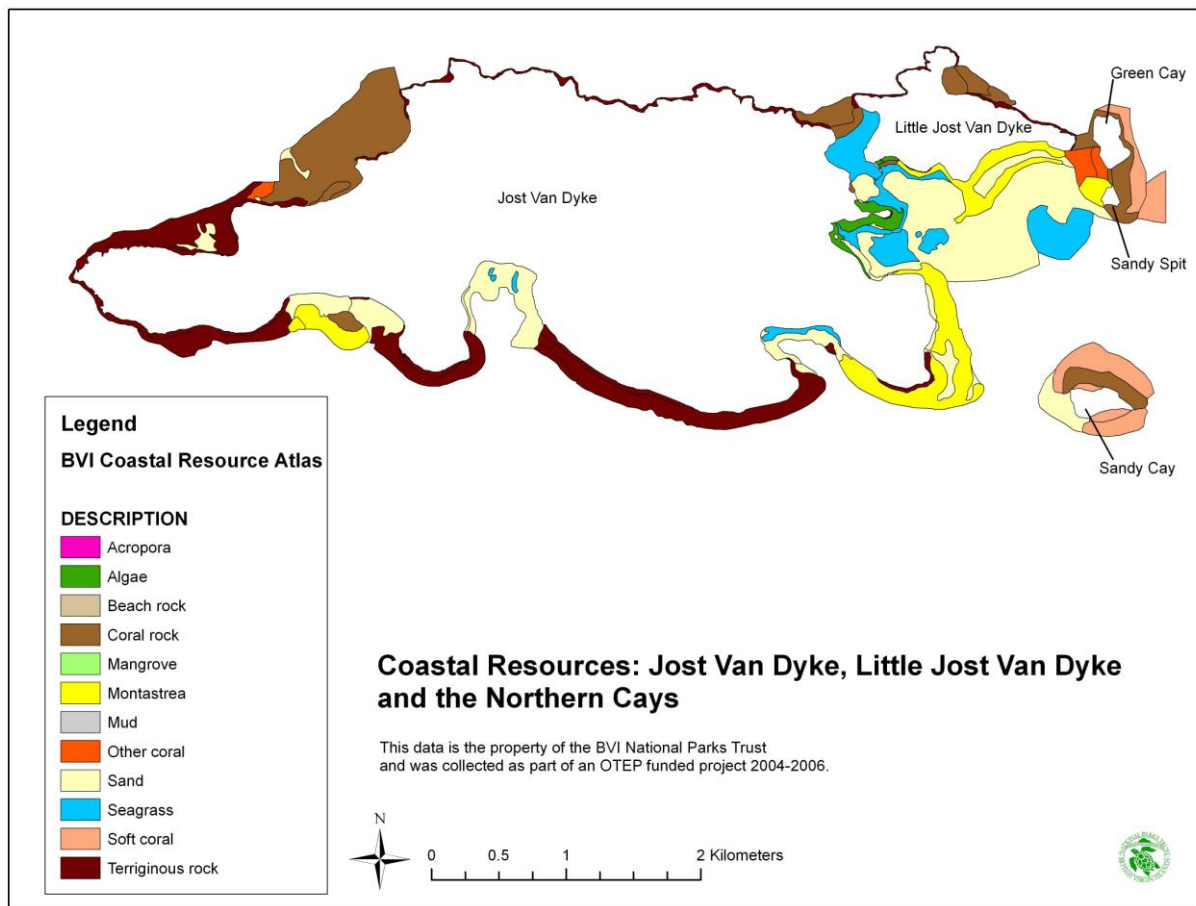 Green Cay
Little Jost Van Dyke
Jost Van Dyke
Sandy Spit
Sandy Cay
Legend
BVI Coastal Resource Atlas
DESCRIPTION
Acropora
Algae
Beach rock
Coral rock
Mangrove
Montastrea
Mud
Other coral
Sand
Seagrass
Soft coral
Terriginous rock
Coastal Resources: Jost Van Dyke, Little Jost Van Dyke
and the Northern Cays
This data is the property of the BVI National Parks Trust
and was collected as part of an OTEP funded project 2004-2006.
N
0 0.5 1 2 Kilometers